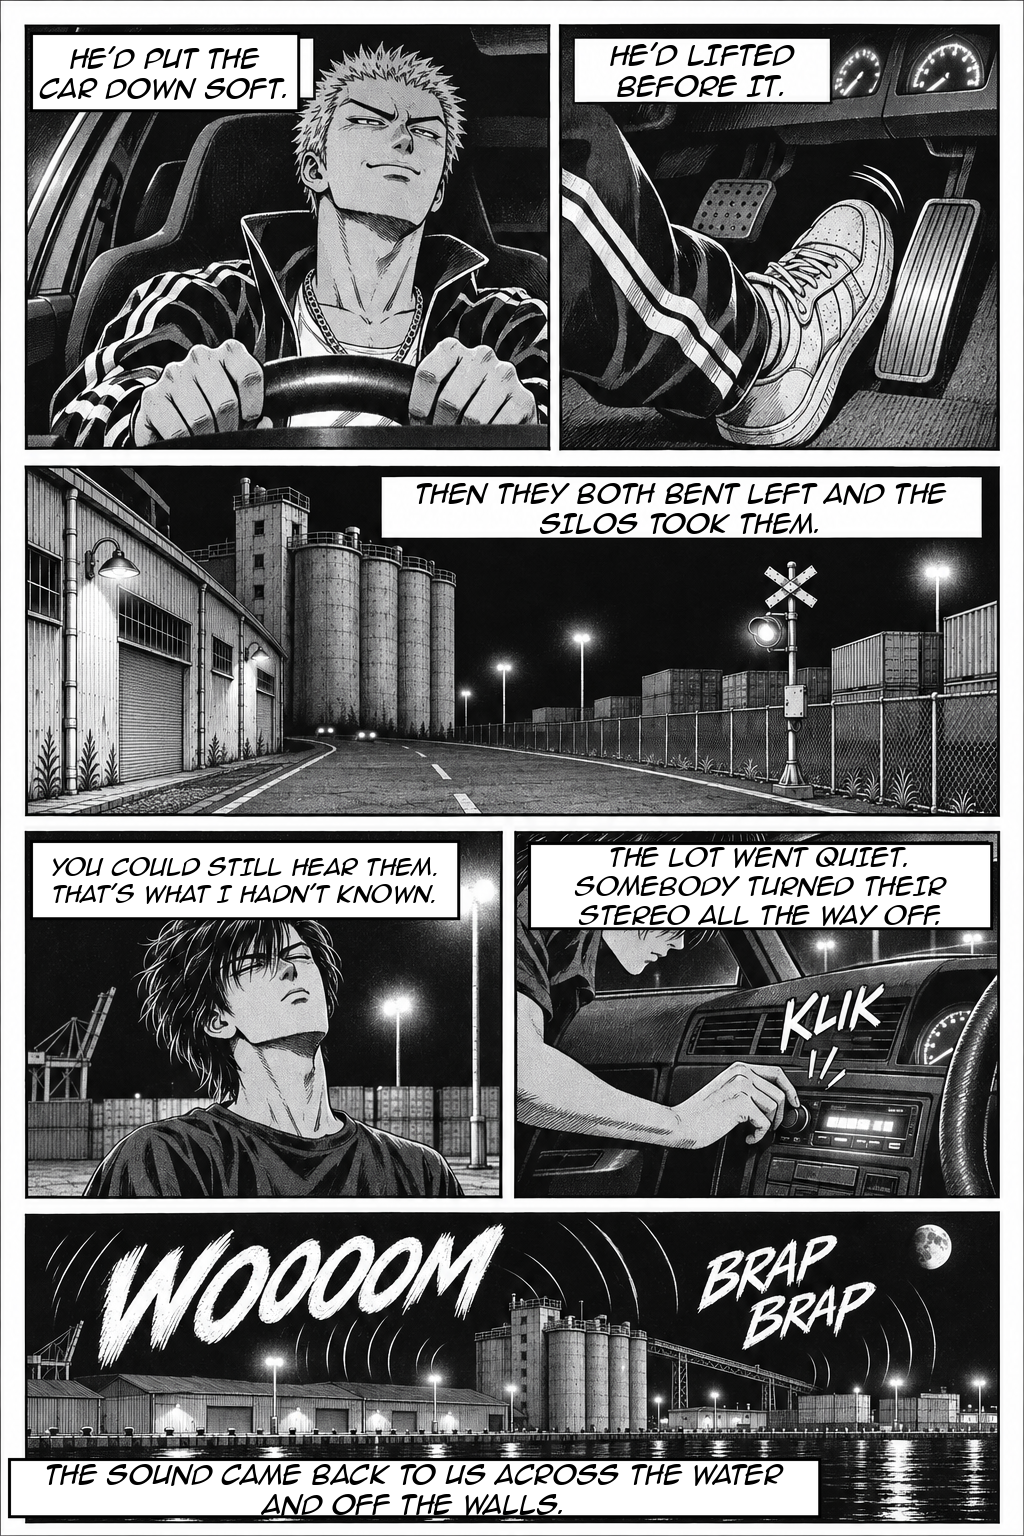 HE'D PUT THE
CAR DOWN SOFT.
HE'D LIFTED
BEFORE IT.
THEN THEY BOTH BENT LEFT AND THE
SILOS TOOK THEM.
YOU COULD STILL HEAR THEM.
THAT'S WHAT I HADN'T KNOWN.
THE LOT WENT QUIET.
SOMEBODY TURNED THEIR
STEREO ALL THE WAY OFF.
KLIK
WOOOOM
BRAP
BRAP
THE SOUND CAME BACK TO US ACROSS THE WATER
AND OFF THE WALLS.